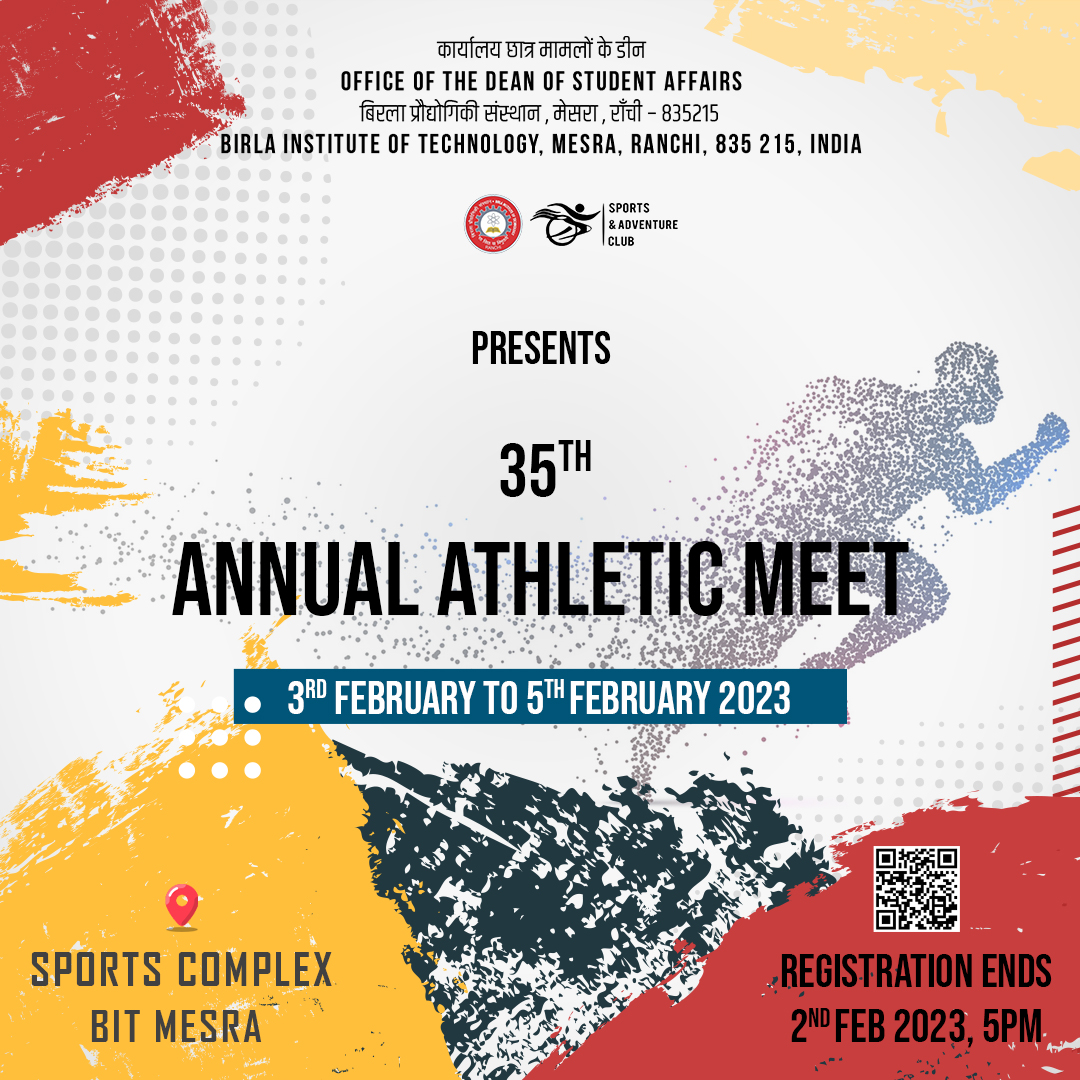 कार्यालय छात्र मामलों के डीन
OFFICE OF THE DEAN OF STUDENT AFFAIRS
बिरला प्रौद्योगिकी संस्थान , मेसरा , राँची - 835215
BIRLA INSTITUTE OF TECHNOLOGY, MESRA, RANCHI, 835 215, INDIA
SPORTS
& ADVENTURE
CLUB
PRESENTS
35TH
ANNUAL ATHLETIC MEET
3RD FEBRUARY TO 5TH FEBRUARY 2023
SPORTS COMPLEX
BIT MESRA
REGISTRATION ENDS
2ND FEB 2023, 5PM